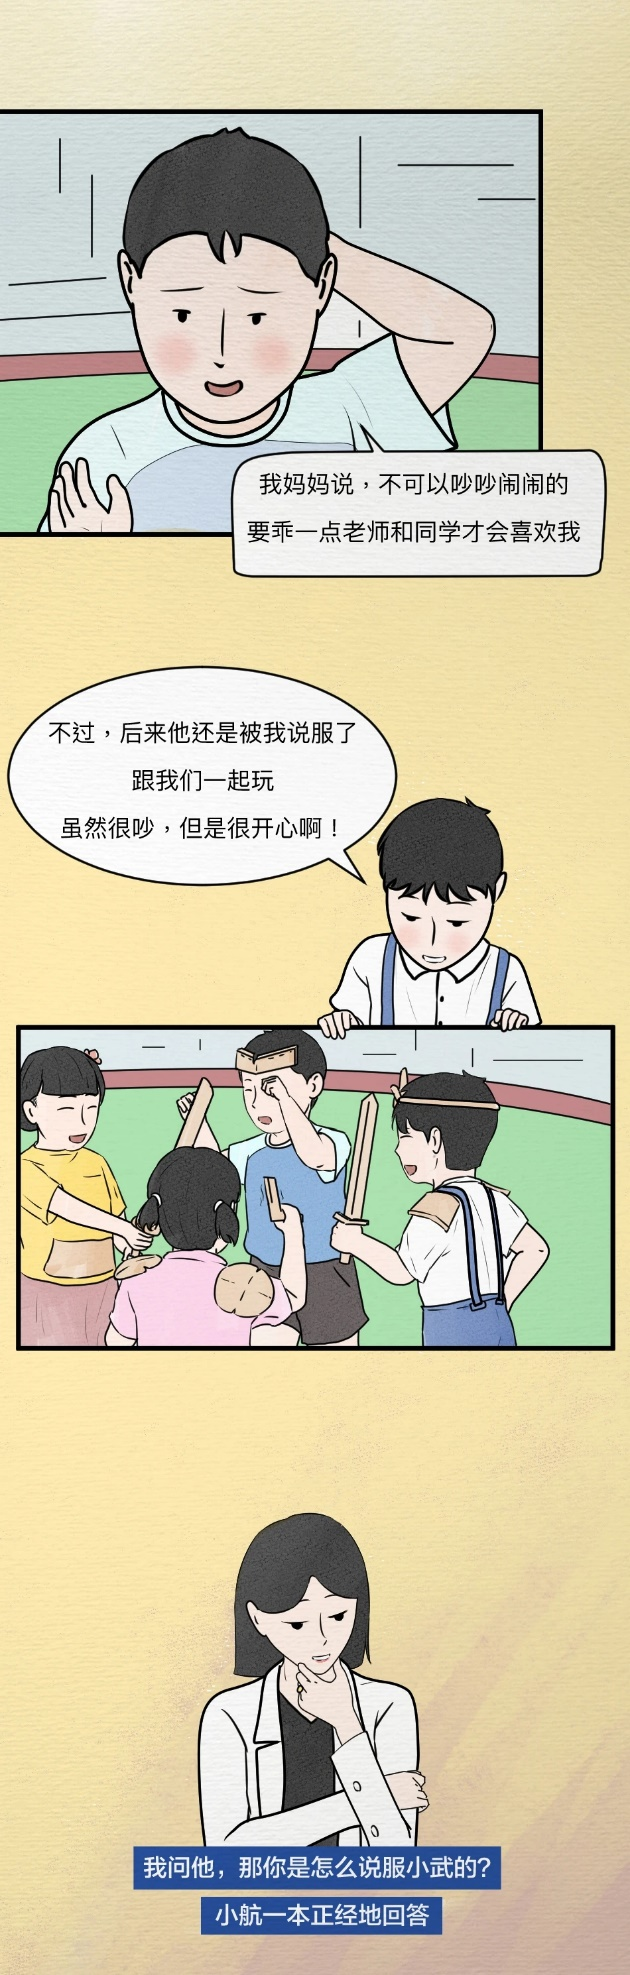 我妈妈说，不可以吵吵闹闹的
要乖一点老师和同学才会喜欢我
不过，后来他还是被我说服了
跟我们一起玩
虽然很吵，但是很开心啊！
我问他，那你是怎么说服小武的?
小航一本正经地回答